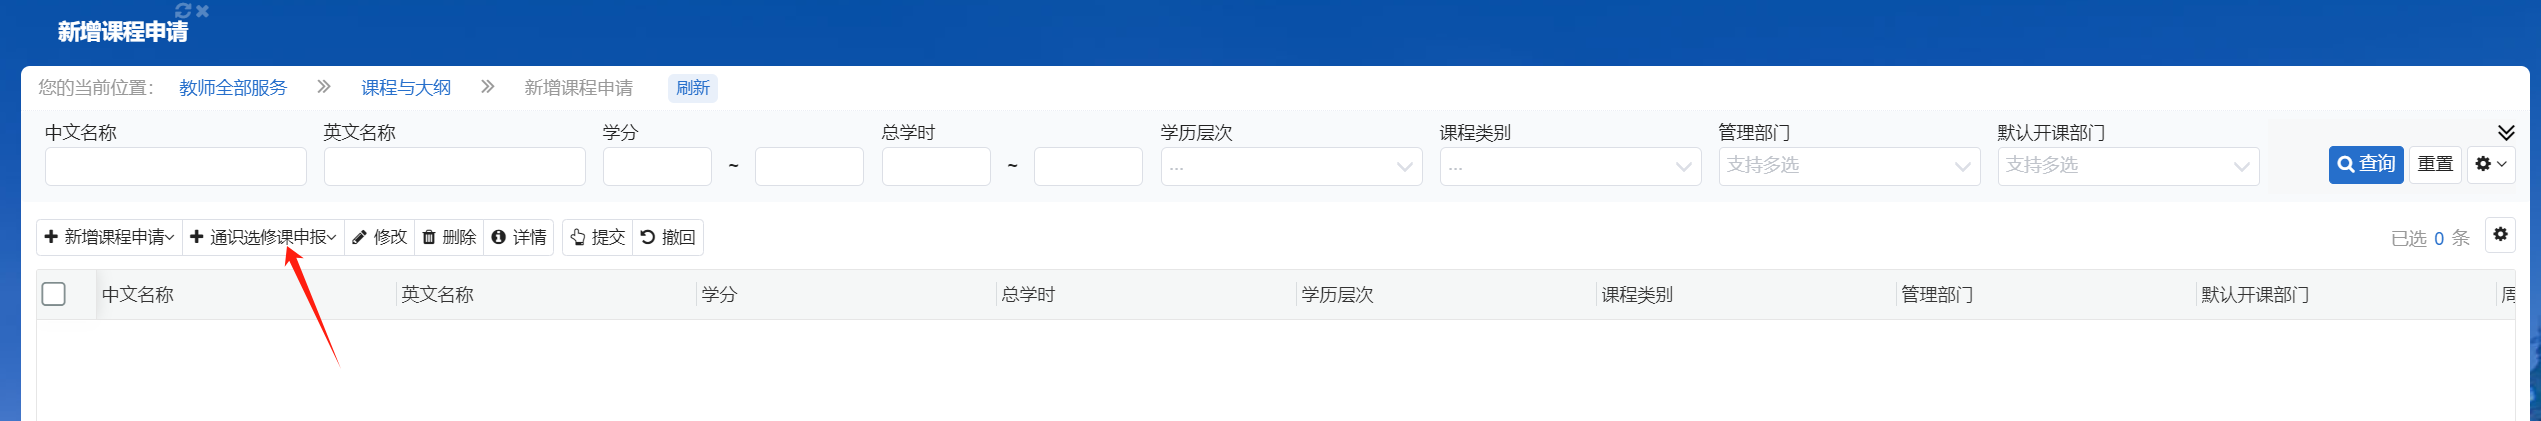 新增课程申请
您的当前位置： 教师全部服务 课程与大纲 新增课程申请 刷新
中文名称 英文名称 学分 总学时 学历层次 课程类别 管理部门 默认开课部门
~ ~ ... ... 支持多选 支持多选 查询 重置
新增课程申请 通识选修课申报 修改 删除 详情 提交 撤回 已选 0 条
中文名称 英文名称 学分 总学时 学历层次 课程类别 管理部门 默认开课部门